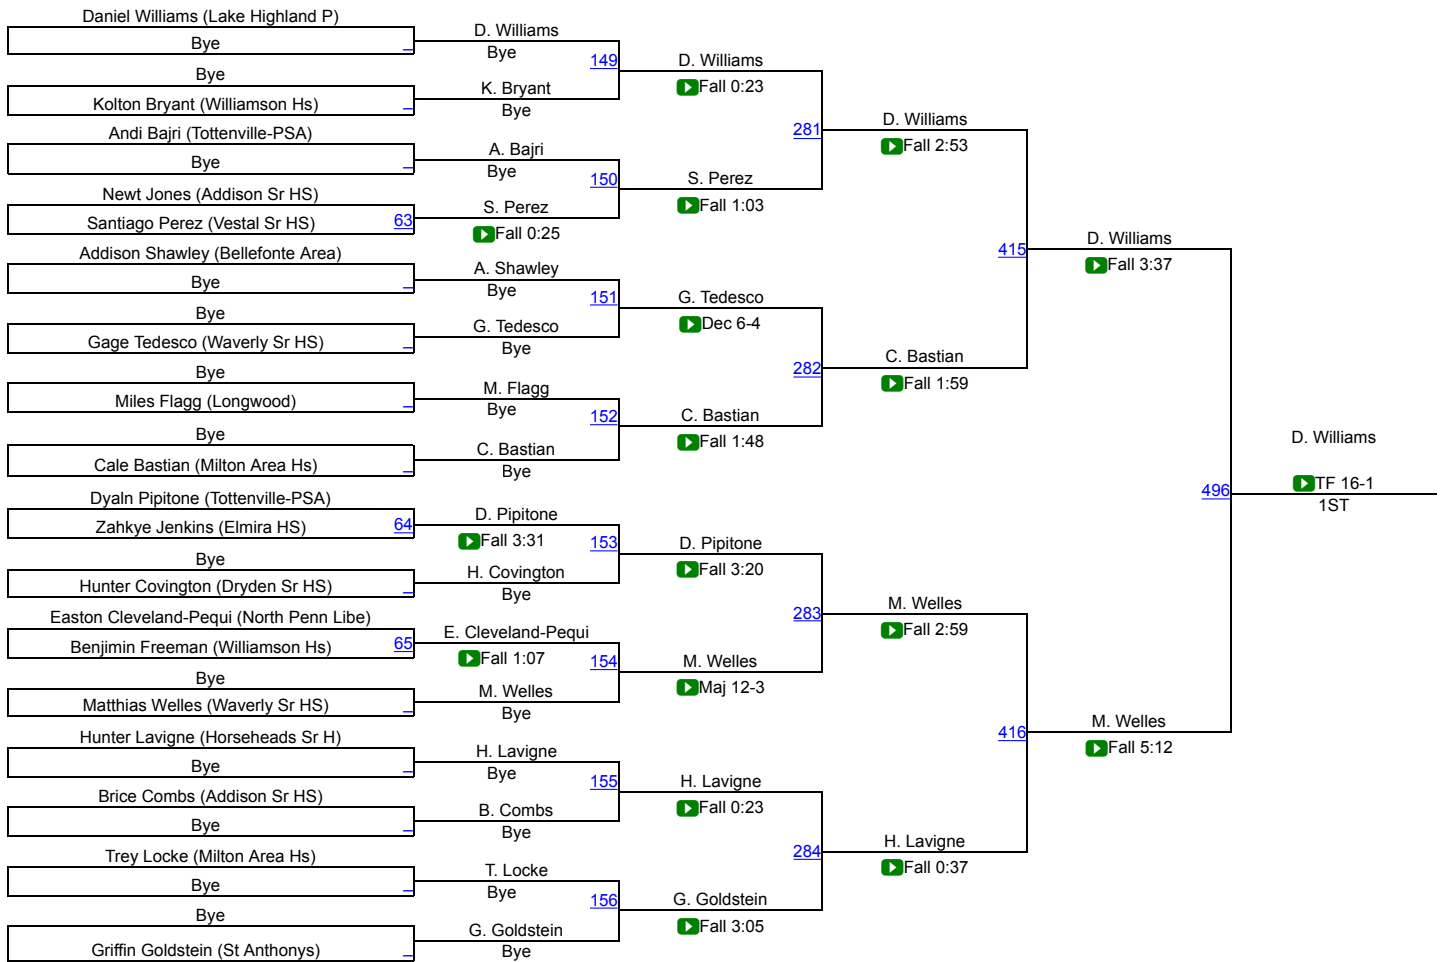 Daniel Williams (Lake Highland P)
Bye
Bye
Kolton Bryant (Williamson Hs)
Andi Bajri (Tottenville-PSA)
Bye
Newt Jones (Addison Sr HS)
Santiago Perez (Vestal Sr HS)
63
Addison Shawley (Bellefonte Area)
Bye
Bye
Gage Tedesco (Waverly Sr HS)
Bye
Miles Flagg (Longwood)
Bye
Cale Bastian (Milton Area Hs)
Dyaln Pipitone (Tottenville-PSA)
Zahkye Jenkins (Elmira HS)
64
Bye
Hunter Covington (Dryden Sr HS)
Easton Cleveland-Pequi (North Penn Libe)
Benjimin Freeman (Williamson Hs)
65
Bye
Matthias Welles (Waverly Sr HS)
Hunter Lavigne (Horseheads Sr H)
Bye
Brice Combs (Addison Sr HS)
Bye
Trey Locke (Milton Area Hs)
Bye
Bye
Griffin Goldstein (St Anthonys)
D. Williams
Bye
149
K. Bryant
Bye
A. Bajri
Bye
150
S. Perez
Fall 0:25
A. Shawley
Bye
151
G. Tedesco
Bye
M. Flagg
Bye
152
C. Bastian
Bye
D. Pipitone
Fall 3:31
153
H. Covington
Bye
E. Cleveland-Pequi
Fall 1:07
154
M. Welles
Bye
H. Lavigne
Bye
155
B. Combs
Bye
T. Locke
Bye
156
G. Goldstein
Bye
D. Williams
Fall 0:23
281
S. Perez
Fall 1:03
G. Tedesco
Dec 6-4
282
C. Bastian
Fall 1:48
D. Pipitone
Fall 3:20
283
M. Welles
Maj 12-3
H. Lavigne
Fall 0:23
284
G. Goldstein
Fall 3:05
D. Williams
Fall 2:53
415
C. Bastian
Fall 1:59
M. Welles
Fall 2:59
416
H. Lavigne
Fall 0:37
D. Williams
Fall 3:37
496
M. Welles
Fall 5:12
D. Williams
TF 16-1
1ST